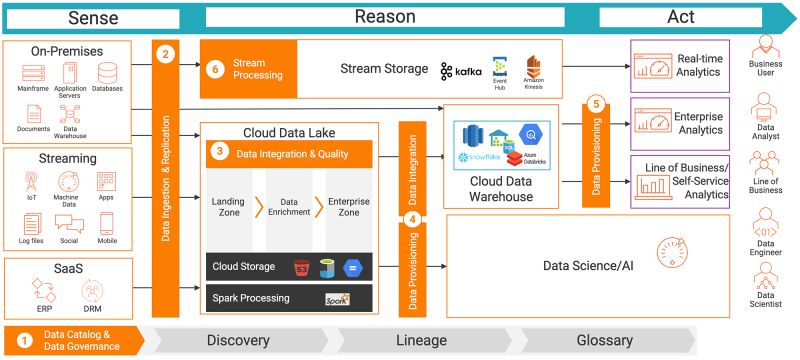 Sense
Reason
Act
On-Premises
Mainframe
Application
Servers
Databases
Documents
Data
Warehouse
Streaming
IoT
Machine
Data
Apps
Log files
Social
Mobile
SaaS
ERP
DRM
2
Data Ingestion & Replication
6
Stream
Processing
Stream Storage
kafka
Event
Hub
Amazon
Kinesis
Cloud Data Lake
3
Data Integration & Quality
Landing
Zone
Data
Enrichment
Enterprise
Zone
Cloud Storage
S3
Spark Processing
Spark
Data Integration
4
Data Provisioning
SQL
snowflake
Azure
Databricks
Cloud Data
Warehouse
5
Data Provisioning
Real-time
Analytics
Enterprise
Analytics
Line of Business/
Self-Service
Analytics
Data Science/AI
Business
User
Data
Analyst
Line of
Business
Data
Engineer
Data
Scientist
1
Data Catalog &
Data Governance
Discovery
Lineage
Glossary